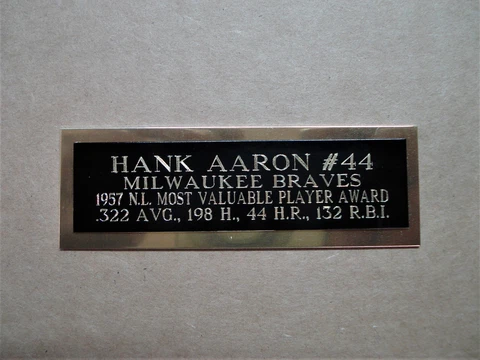 HANK AARON #44
MILWAUKEE BRAVES
1957 N.L. MOST VALUABLE PLAYER AWARD
.322 AVG., 198 H., 44 H.R., 132 R.B.I.